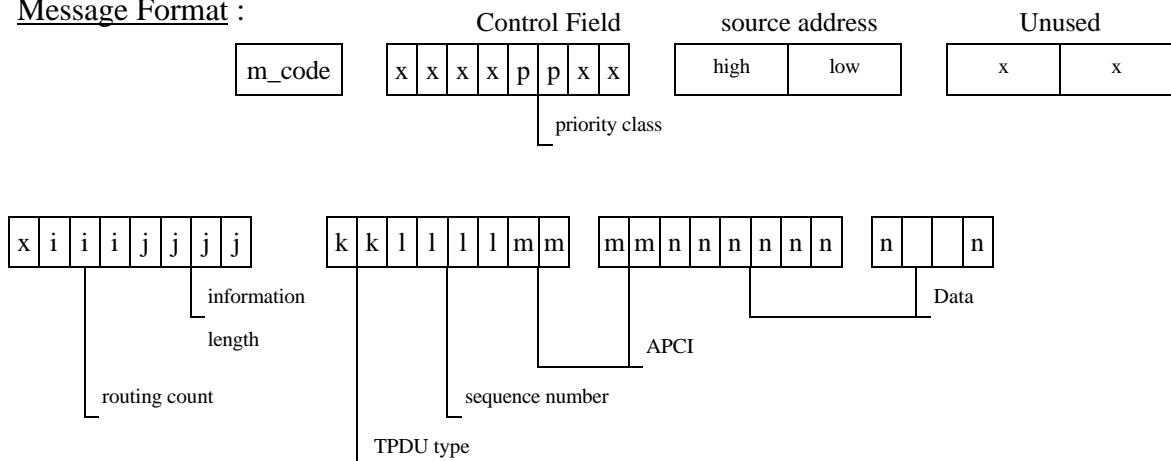 Message Format :
Control Field source address Unused
m_code x x x x p p x x high low x x
priority class
x i i i j j j j k k l l l l m m m m n n n n n n n n
information Data
length
APCI
routing count sequence number
TPDU type